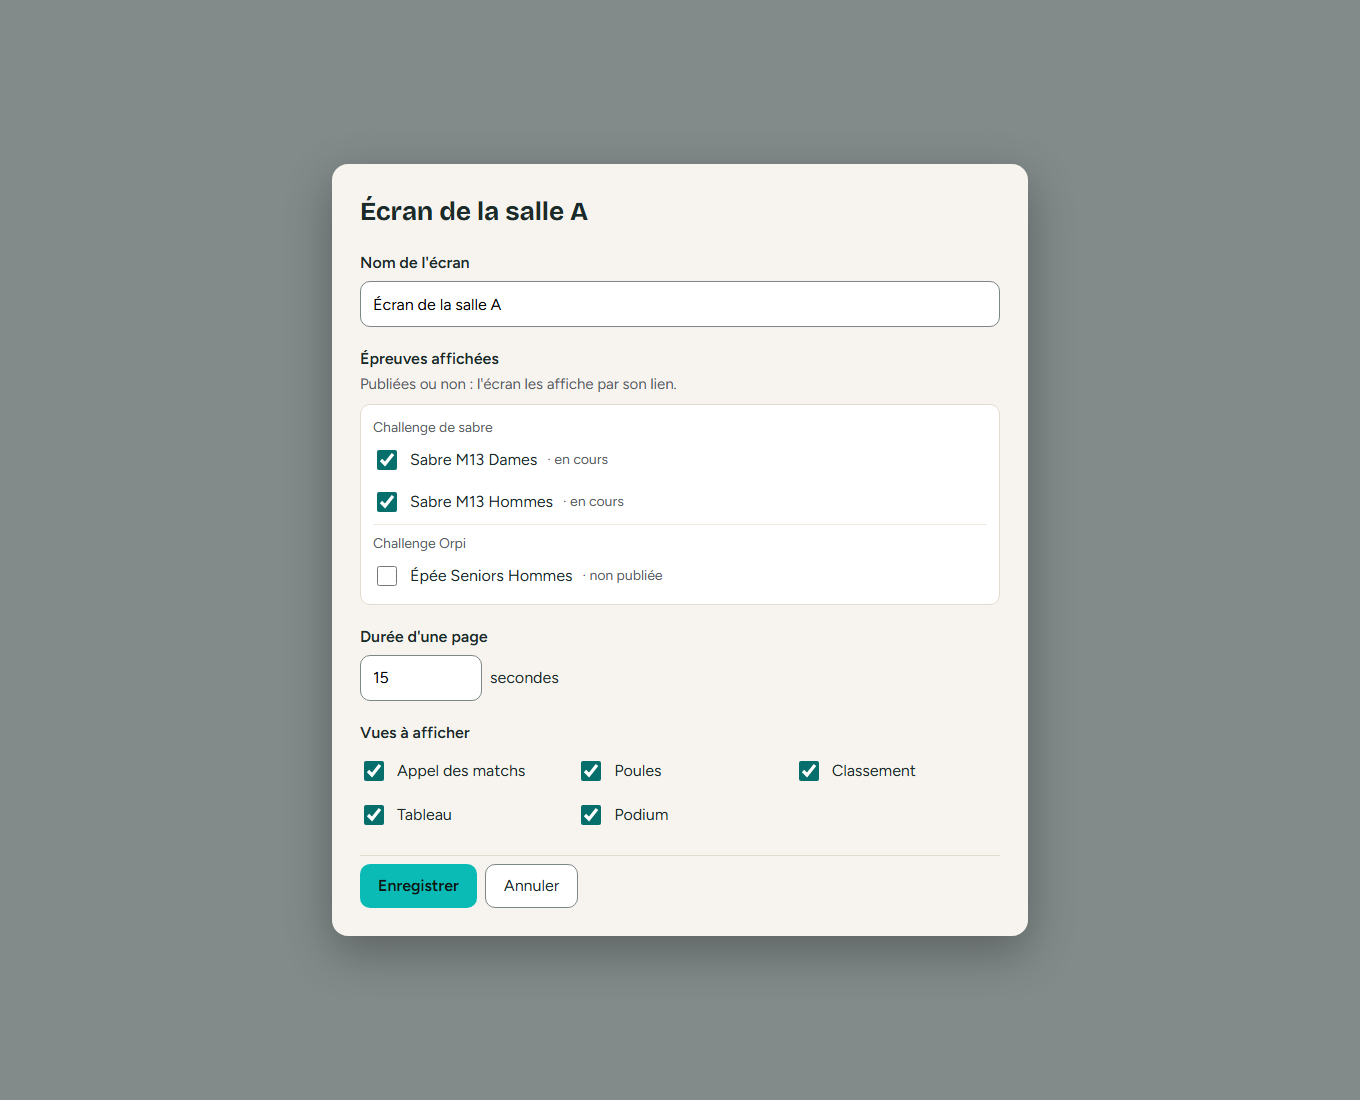 Écran de la salle A
Nom de l'écran
Écran de la salle A
Épreuves affichées
Publiées ou non : l'écran les affiche par son lien.
Challenge de sabre
Sabre M13 Dames · en cours
Sabre M13 Hommes · en cours
Challenge Orpi
Épée Seniors Hommes · non publiée
Durée d'une page
15 secondes
Vues à afficher
Appel des matchs Poules Classement
Tableau Podium
Enregistrer Annuler